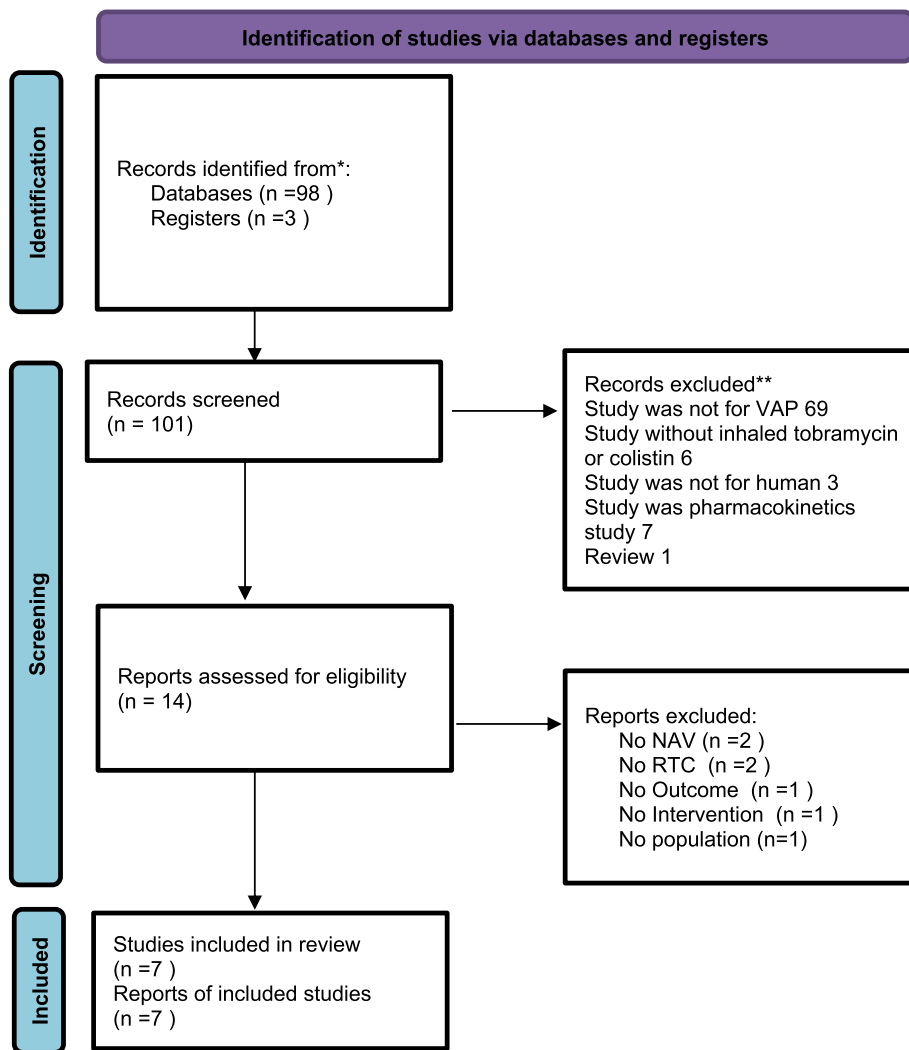 Identification of studies via databases and registers
Identification
Records identified from*:
Databases (n =98 )
Registers (n =3 )
Screening
Records screened
(n = 101)
Records excluded**
Study was not for VAP 69
Study without inhaled tobramycin
or colistin 6
Study was not for human 3
Study was pharmacokinetics
study 7
Review 1
Reports assessed for eligibility
(n = 14)
Reports excluded:
No NAV (n =2 )
No RTC  (n =2 )
No Outcome  (n =1 )
No Intervention  (n =1 )
No population (n=1)
Included
Studies included in review
(n =7 )
Reports of included studies
(n =7 )